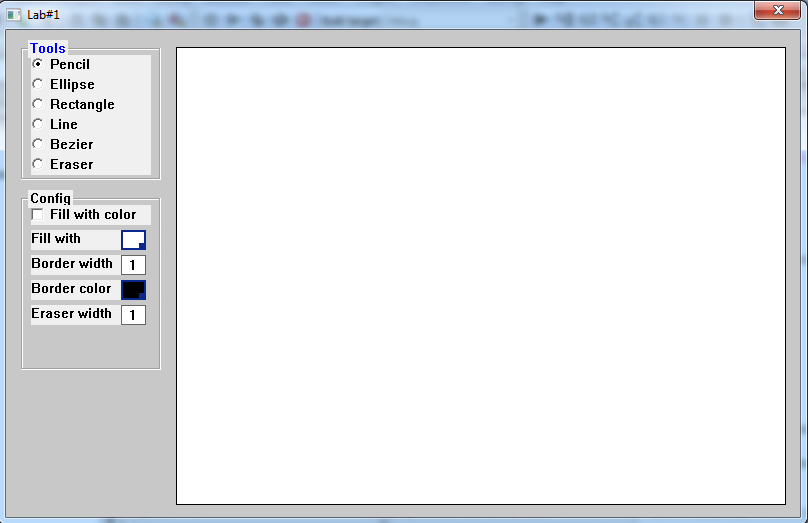 Lab#1
Tools
Pencil
Ellipse
Rectangle
Line
Bezier
Eraser
Config
Fill with color
Fill with
Border width 1
Border color
Eraser width 1